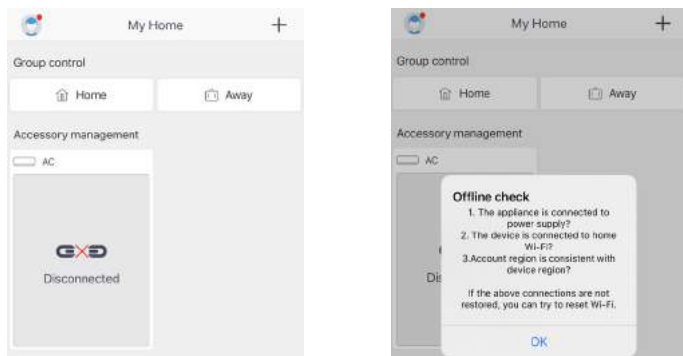 My Home
Group control
Home
Away
Accessory management
AC
Disconnected
My Home
Group control
Home
Away
Accessory management
AC
Offline check
1. The appliance is connected to
power supply?
2. The device is connected to home
Wi-Fi?
3.Account region is consistent with
device region?
Dis
If the above connections are not
restored, you can try to reset Wi-Fi.
OK